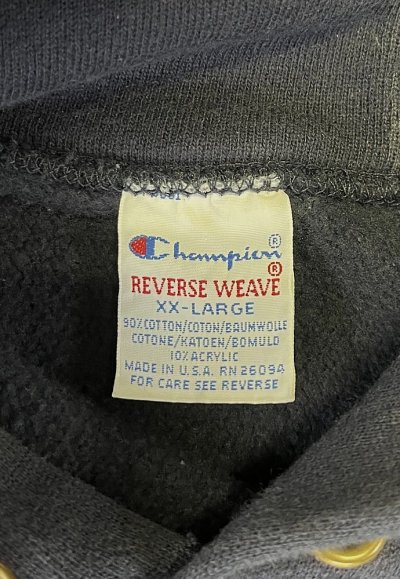 Champion®
REVERSE WEAVE®
XX-LARGE
90%COTTON/COTON/BAUMWOLLE
COTONE/KATOEN/BOMULD
10% ACRYLIC
MADE IN U.S.A. RN 26094
FOR CARE SEE REVERSE